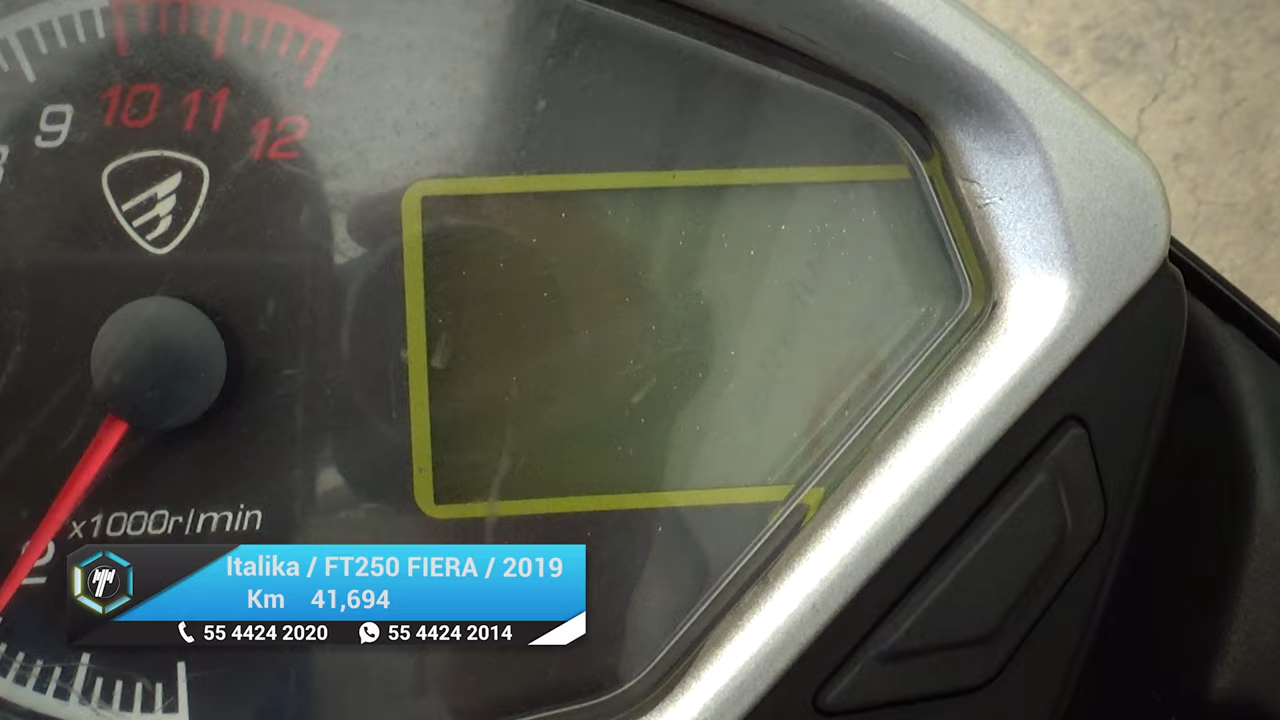 9 10 11 12
x1000r/min
Italika / FT250 FIERA / 2019
Km 41,694
55 4424 2020 55 4424 2014